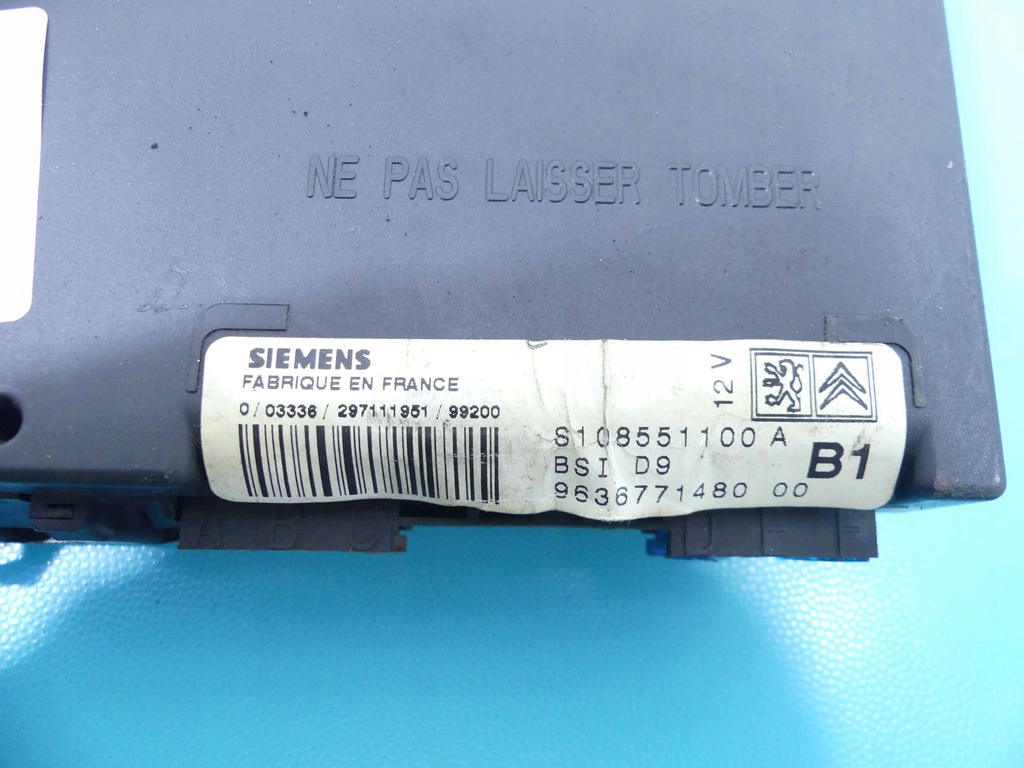 NE PAS LAISSER TOMBER
SIEMENS
FABRIQUE EN FRANCE
0/ 03336 / 297111951 / 99200
12 V
S108551100 A
BSI D9
B1
9636771480 00
A B C